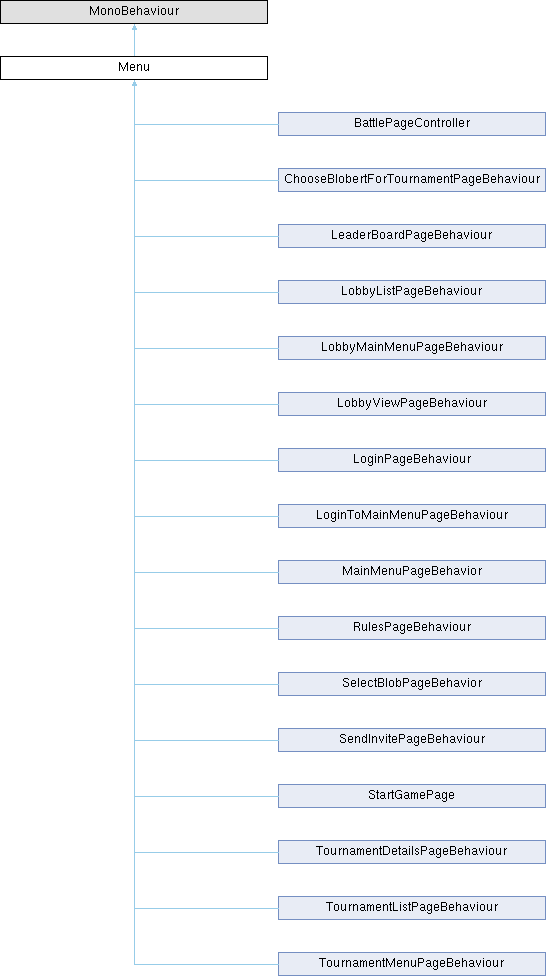 MonoBehaviour
Menu
BattlePageController
ChooseBlobertForTournamentPageBehaviour
LeaderBoardPageBehaviour
LobbyListPageBehaviour
LobbyMainMenuPageBehaviour
LobbyViewPageBehaviour
LoginPageBehaviour
LoginToMainMenuPageBehaviour
MainMenuPageBehavior
RulesPageBehaviour
SelectBlobPageBehavior
SendInvitePageBehaviour
StartGamePage
TournamentDetailsPageBehaviour
TournamentListPageBehaviour
TournamentMenuPageBehaviour